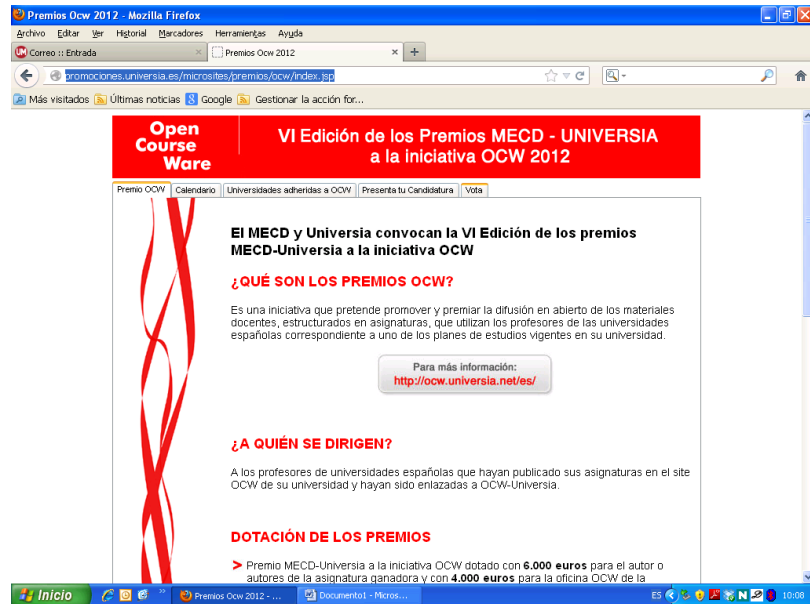 Premios Ocw 2012 - Mozilla Firefox
Archivo Editar Ver Historial Marcadores Herramientas Ayuda
Correo :: Entrada
Premios Ocw 2012
promociones.universia.es/microsites/premios/ocw/index.jsp
Más visitados Últimas noticias Google Gestionar la acción for...
Open
Course
Ware
VI Edición de los Premios MECD - UNIVERSIA
a la iniciativa OCW 2012
Premio OCW Calendario Universidades adheridas a OCW Presenta tu Candidatura Vota
El MECD y Universia convocan la VI Edición de los premios
MECD-Universia a la iniciativa OCW
¿QUÉ SON LOS PREMIOS OCW?
Es una iniciativa que pretende promover y premiar la difusión en abierto de los materiales
docentes, estructurados en asignaturas, que utilizan los profesores de las universidades
españolas correspondiente a uno de los planes de estudios vigentes en su universidad.
Para más información:
http://ocw.universia.net/es/
¿A QUIÉN SE DIRIGEN?
A los profesores de universidades españolas que hayan publicado sus asignaturas en el site
OCW de su universidad y hayan sido enlazadas a OCW-Universia.
DOTACIÓN DE LOS PREMIOS
> Premio MECD-Universia a la iniciativa OCW dotado con 6.000 euros para el autor o
autores de la asignatura ganadora y con 4.000 euros para la oficina OCW de la
Inicio
Premios Ocw 2012 - ...
Documento1 - Micros...
ES
10:08